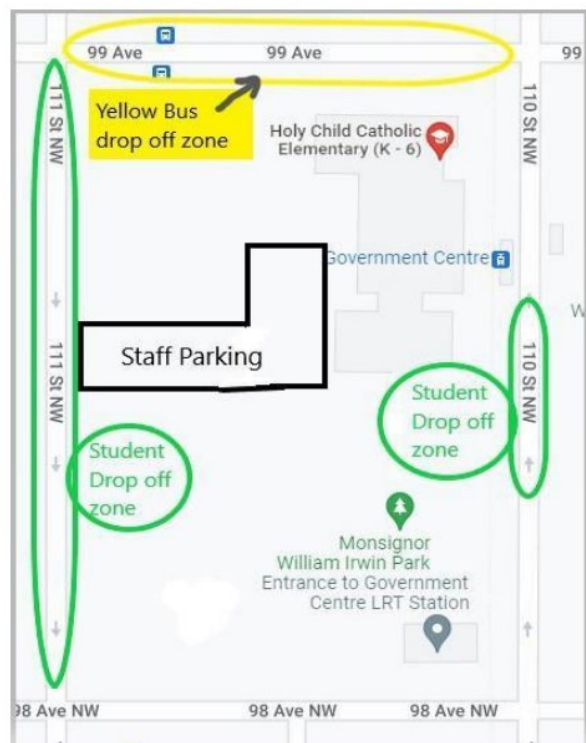 99 Ave
99 Ave
99
111 St NW
110 St NW
Yellow Bus
drop off zone
Holy Child Catholic
Elementary (K - 6)
Government Centre
W
Staff Parking
111 St NW
110 St NW
Student
Drop off
zone
Student
Drop off
zone
Monsignor
William Irwin Park
Entrance to Government
Centre LRT Station
98 Ave NW
98 Ave NW
98 Ave NW